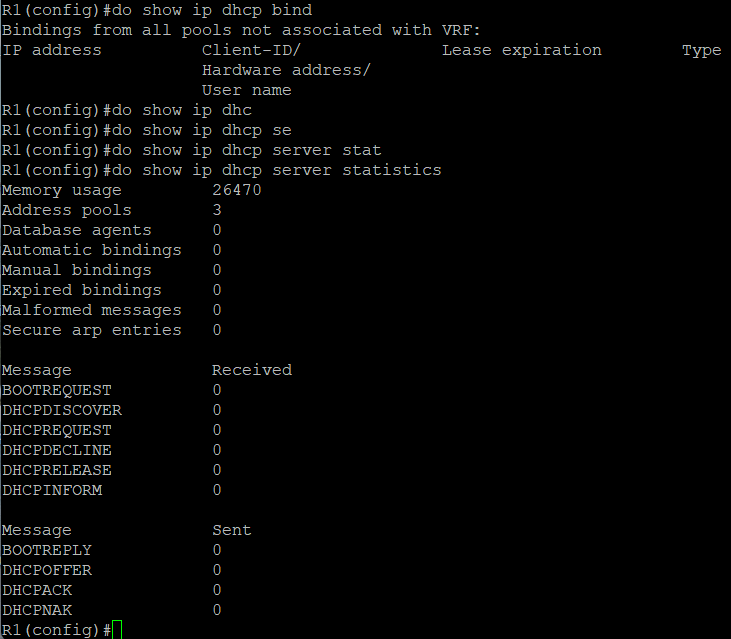 R1(config)#do show ip dhcp bind
Bindings from all pools not associated with VRF:
IP address          Client-ID/              Lease expiration        Type
                    Hardware address/
                    User name
R1(config)#do show ip dhc
R1(config)#do show ip dhcp se
R1(config)#do show ip dhcp server stat
R1(config)#do show ip dhcp server statistics
Memory usage         26470
Address pools        3
Database agents      0
Automatic bindings   0
Manual bindings      0
Expired bindings     0
Malformed messages   0
Secure arp entries   0

Message              Received
BOOTREQUEST          0
DHCPDISCOVER         0
DHCPREQUEST          0
DHCPDECLINE          0
DHCPRELEASE          0
DHCPINFORM           0

Message              Sent
BOOTREPLY            0
DHCPOFFER            0
DHCPACK              0
DHCPNAK              0
R1(config)#